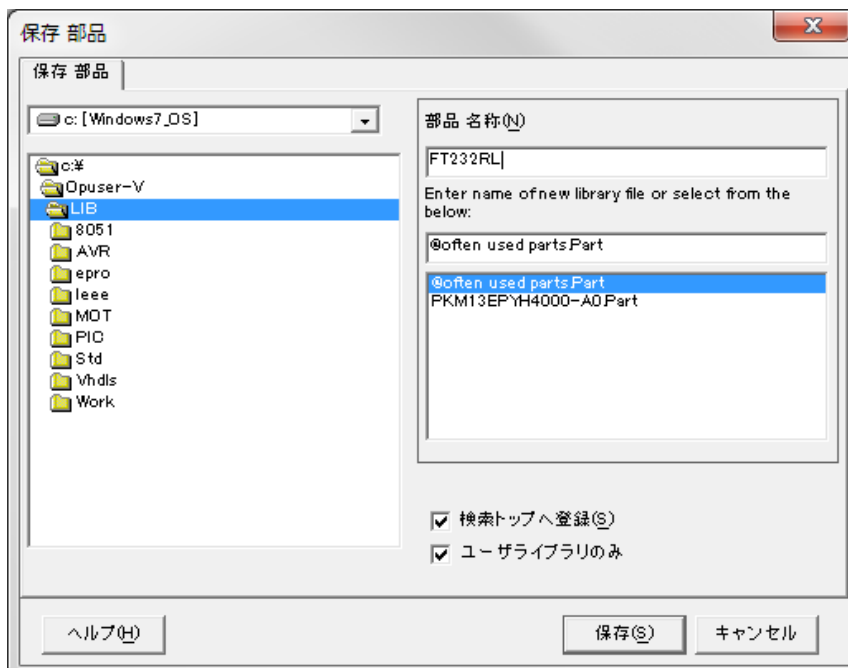 保存 部品
保存 部品
c: [Windows7_OS]
c:¥
Opuser-V
LIB
8051
AVR
epro
Ieee
MOT
PIC
Std
Vhdls
Work
部品 名称(N)
FT232RL
Enter name of new library file or select from the
below:
@often used parts.Part
@often used parts.Part
PKM13EPYH4000-A0.Part
検索トップへ登録(S)
ユーザライブラリのみ
ヘルプ(H)
保存(S)
キャンセル